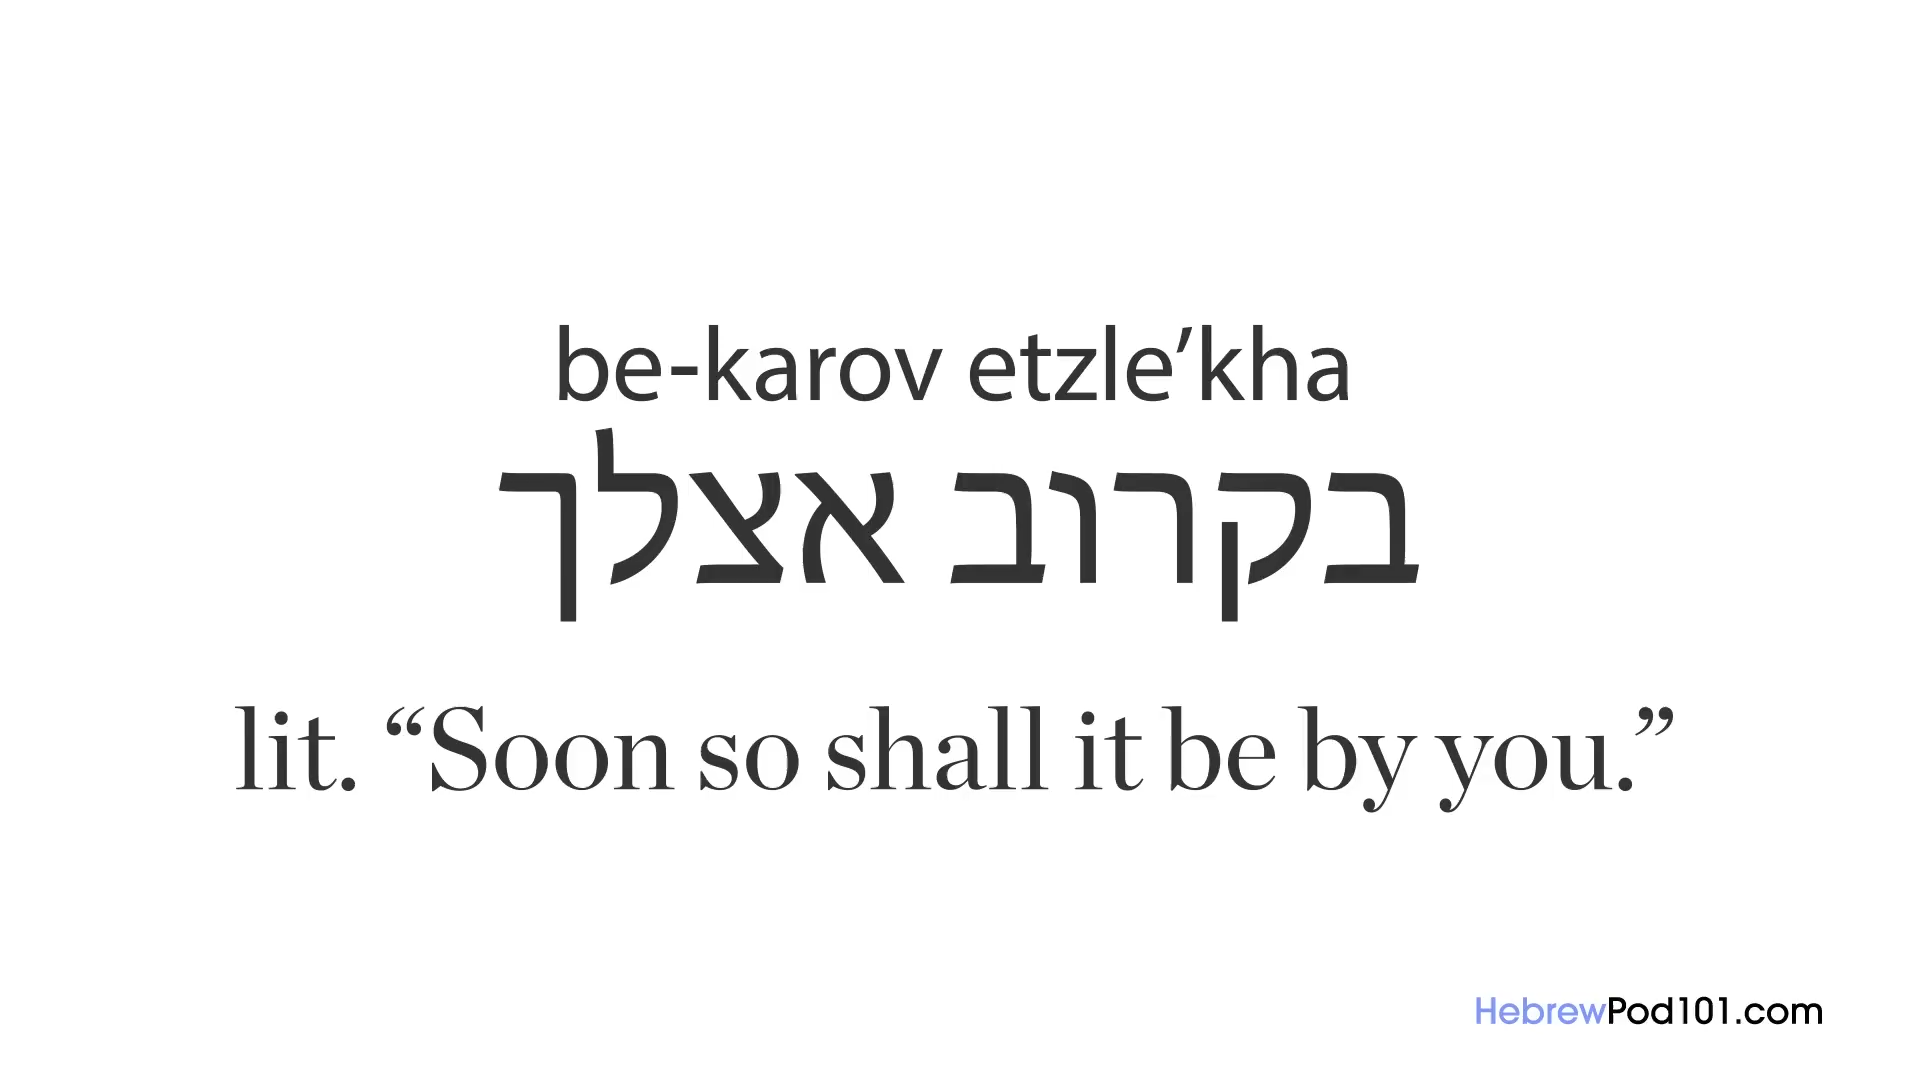 be-karov etzle’kha
בקרוב אצלך
lit. “Soon so shall it be by you.”
HebrewPod101.com